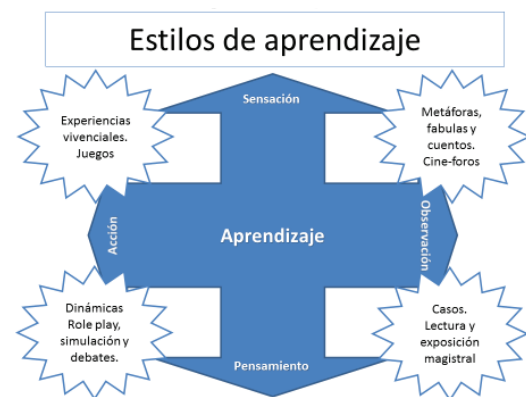 Estilos de aprendizaje
Sensación
Experiencias
vivenciales.
Juegos
Metáforas,
fabulas y
cuentos.
Cine-foros
Acción
Aprendizaje
Observación
Dinámicas
Role play,
simulación y
debates.
Casos.
Lectura y
exposición
magistral
Pensamiento